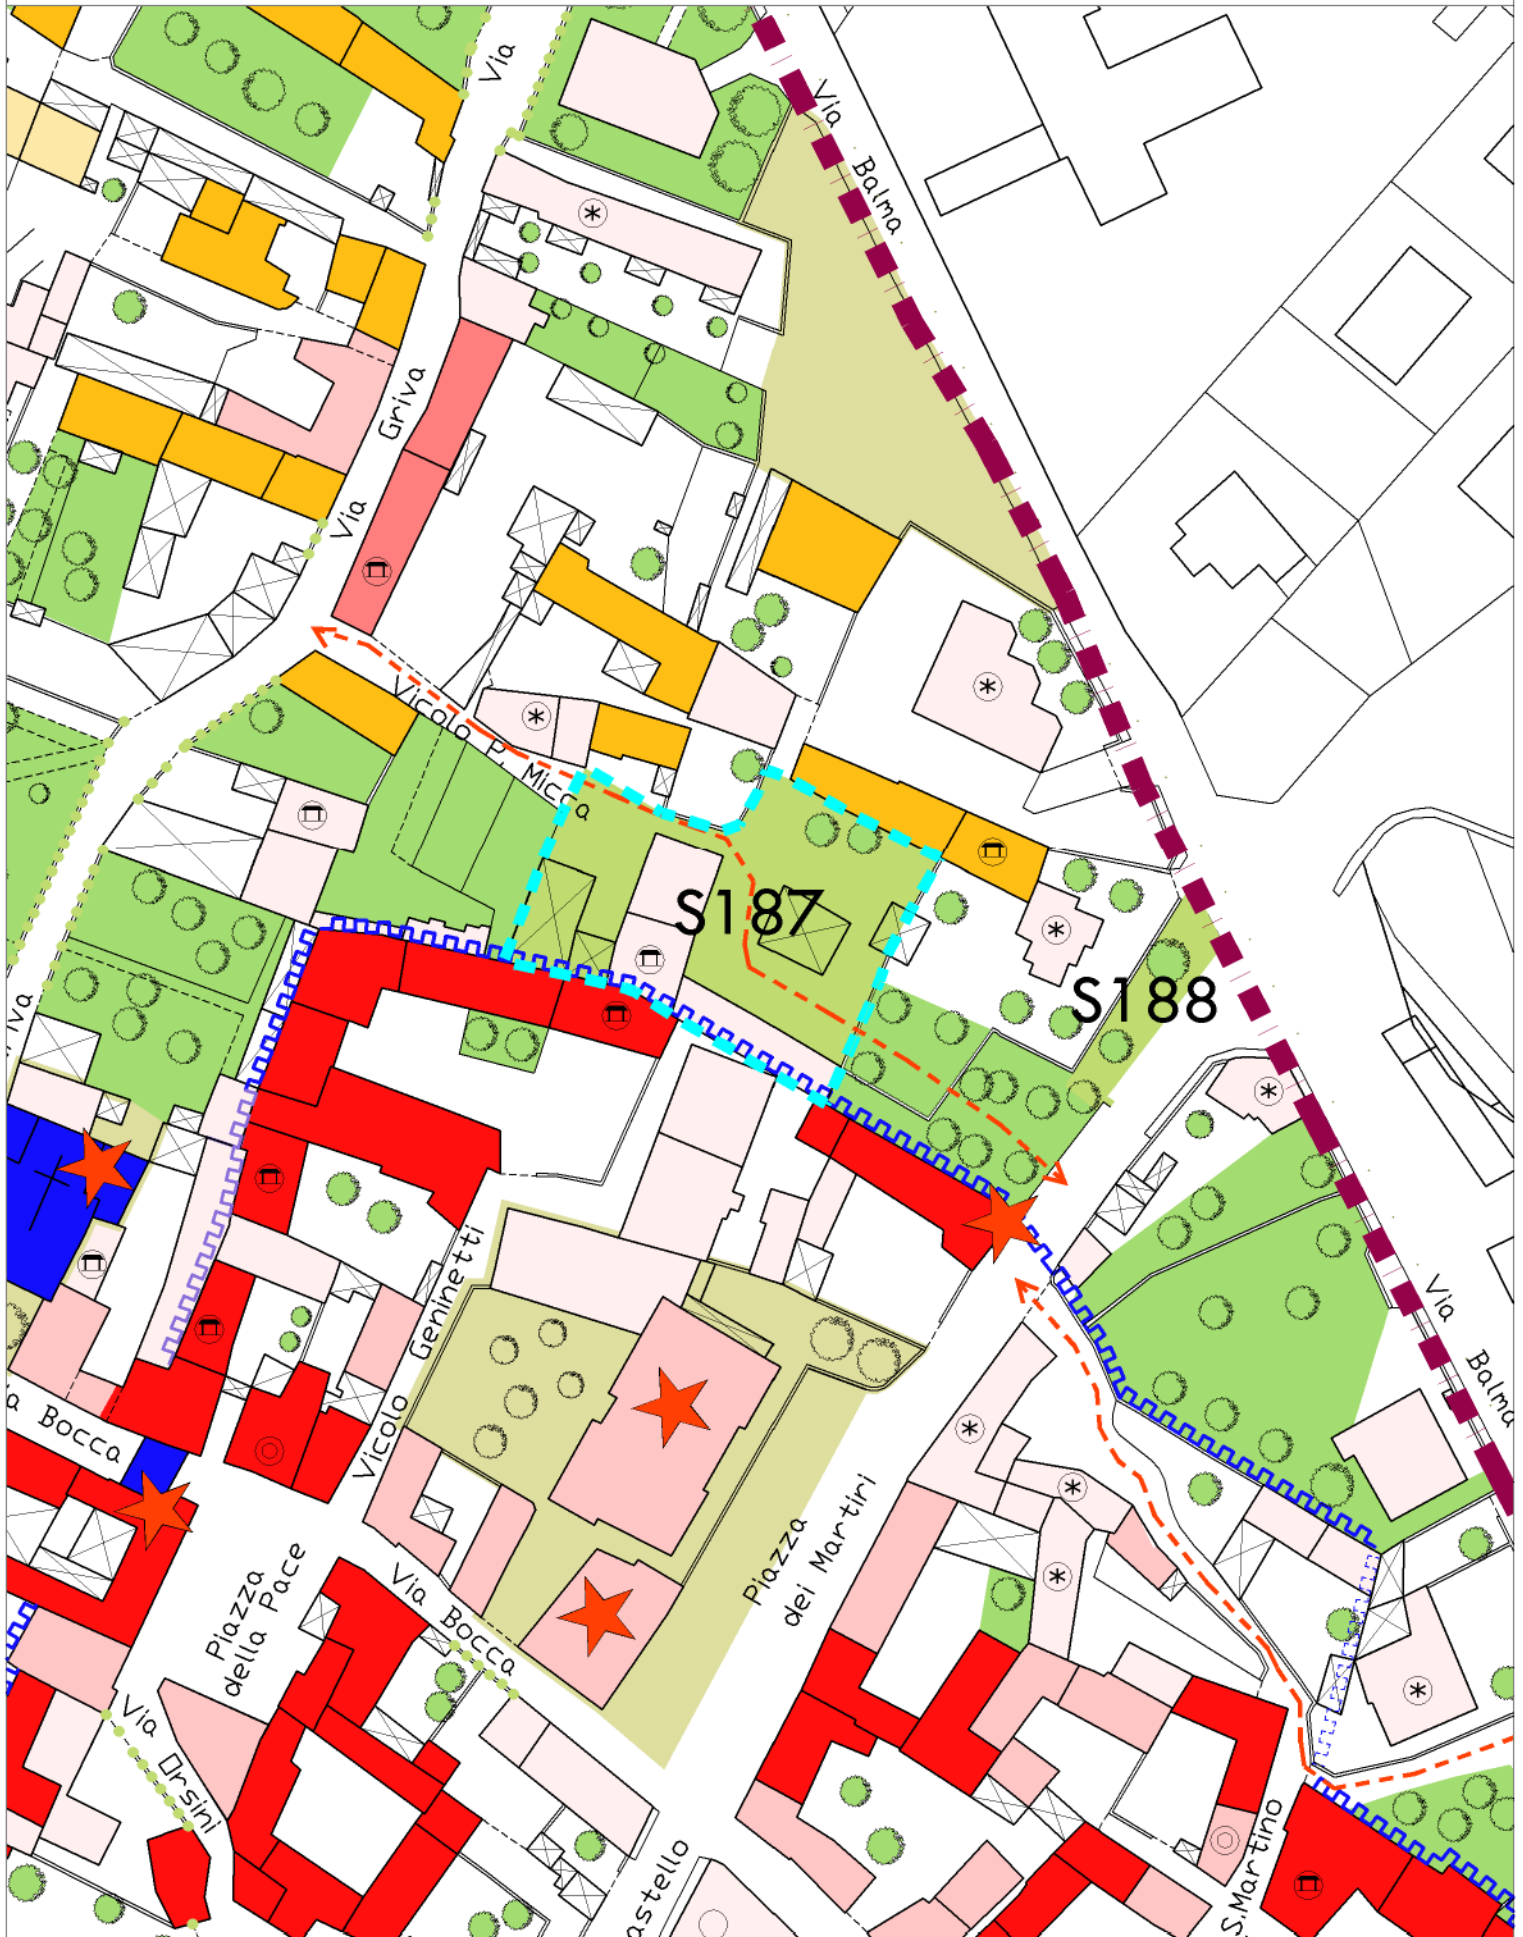 Via
Via
Balma
Griva
Via
Vicolo P. Micca
S187
S188
Geninetti
Vicolo
Via
Balma
Bocca
Piazza
dei Martiri
Piazza
della Pace
Via Bocca
Via Orsini
S.Martino